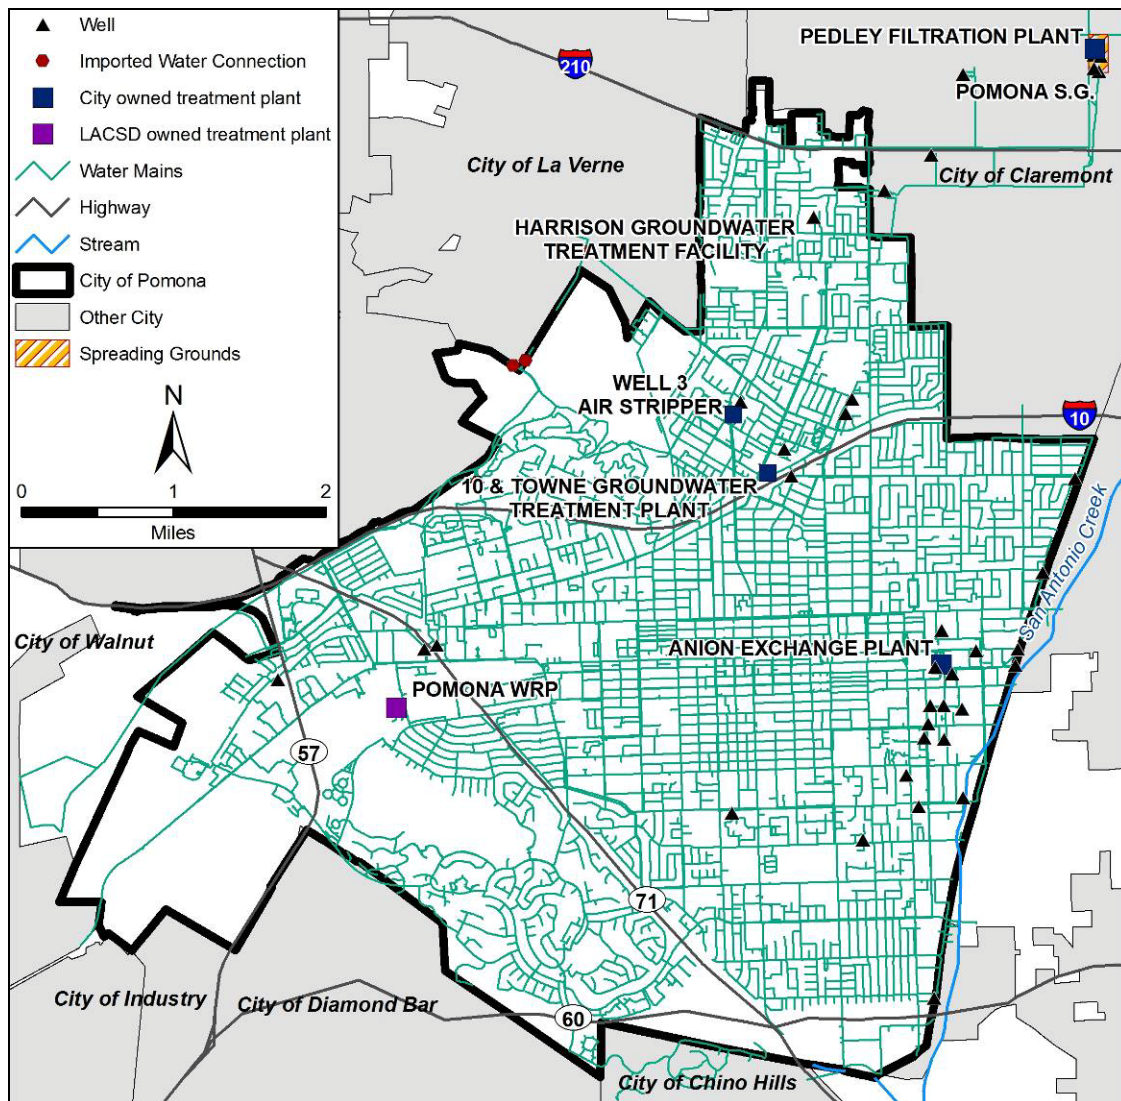 Well
Imported Water Connection
City owned treatment plant
LACSD owned treatment plant
Water Mains
Highway
Stream
City of Pomona
Other City
Spreading Grounds
N
0 1 2
Miles
210
PEDLEY FILTRATION PLANT
POMONA S.G.
City of La Verne
City of Claremont
HARRISON GROUNDWATER
TREATMENT FACILITY
WELL 3
AIR STRIPPER
10
10 & TOWNE GROUNDWATER
TREATMENT PLANT
San Antonio Creek
City of Walnut
ANION EXCHANGE PLANT
POMONA WRP
57
71
City of Industry
City of Diamond Bar
60
City of Chino Hills